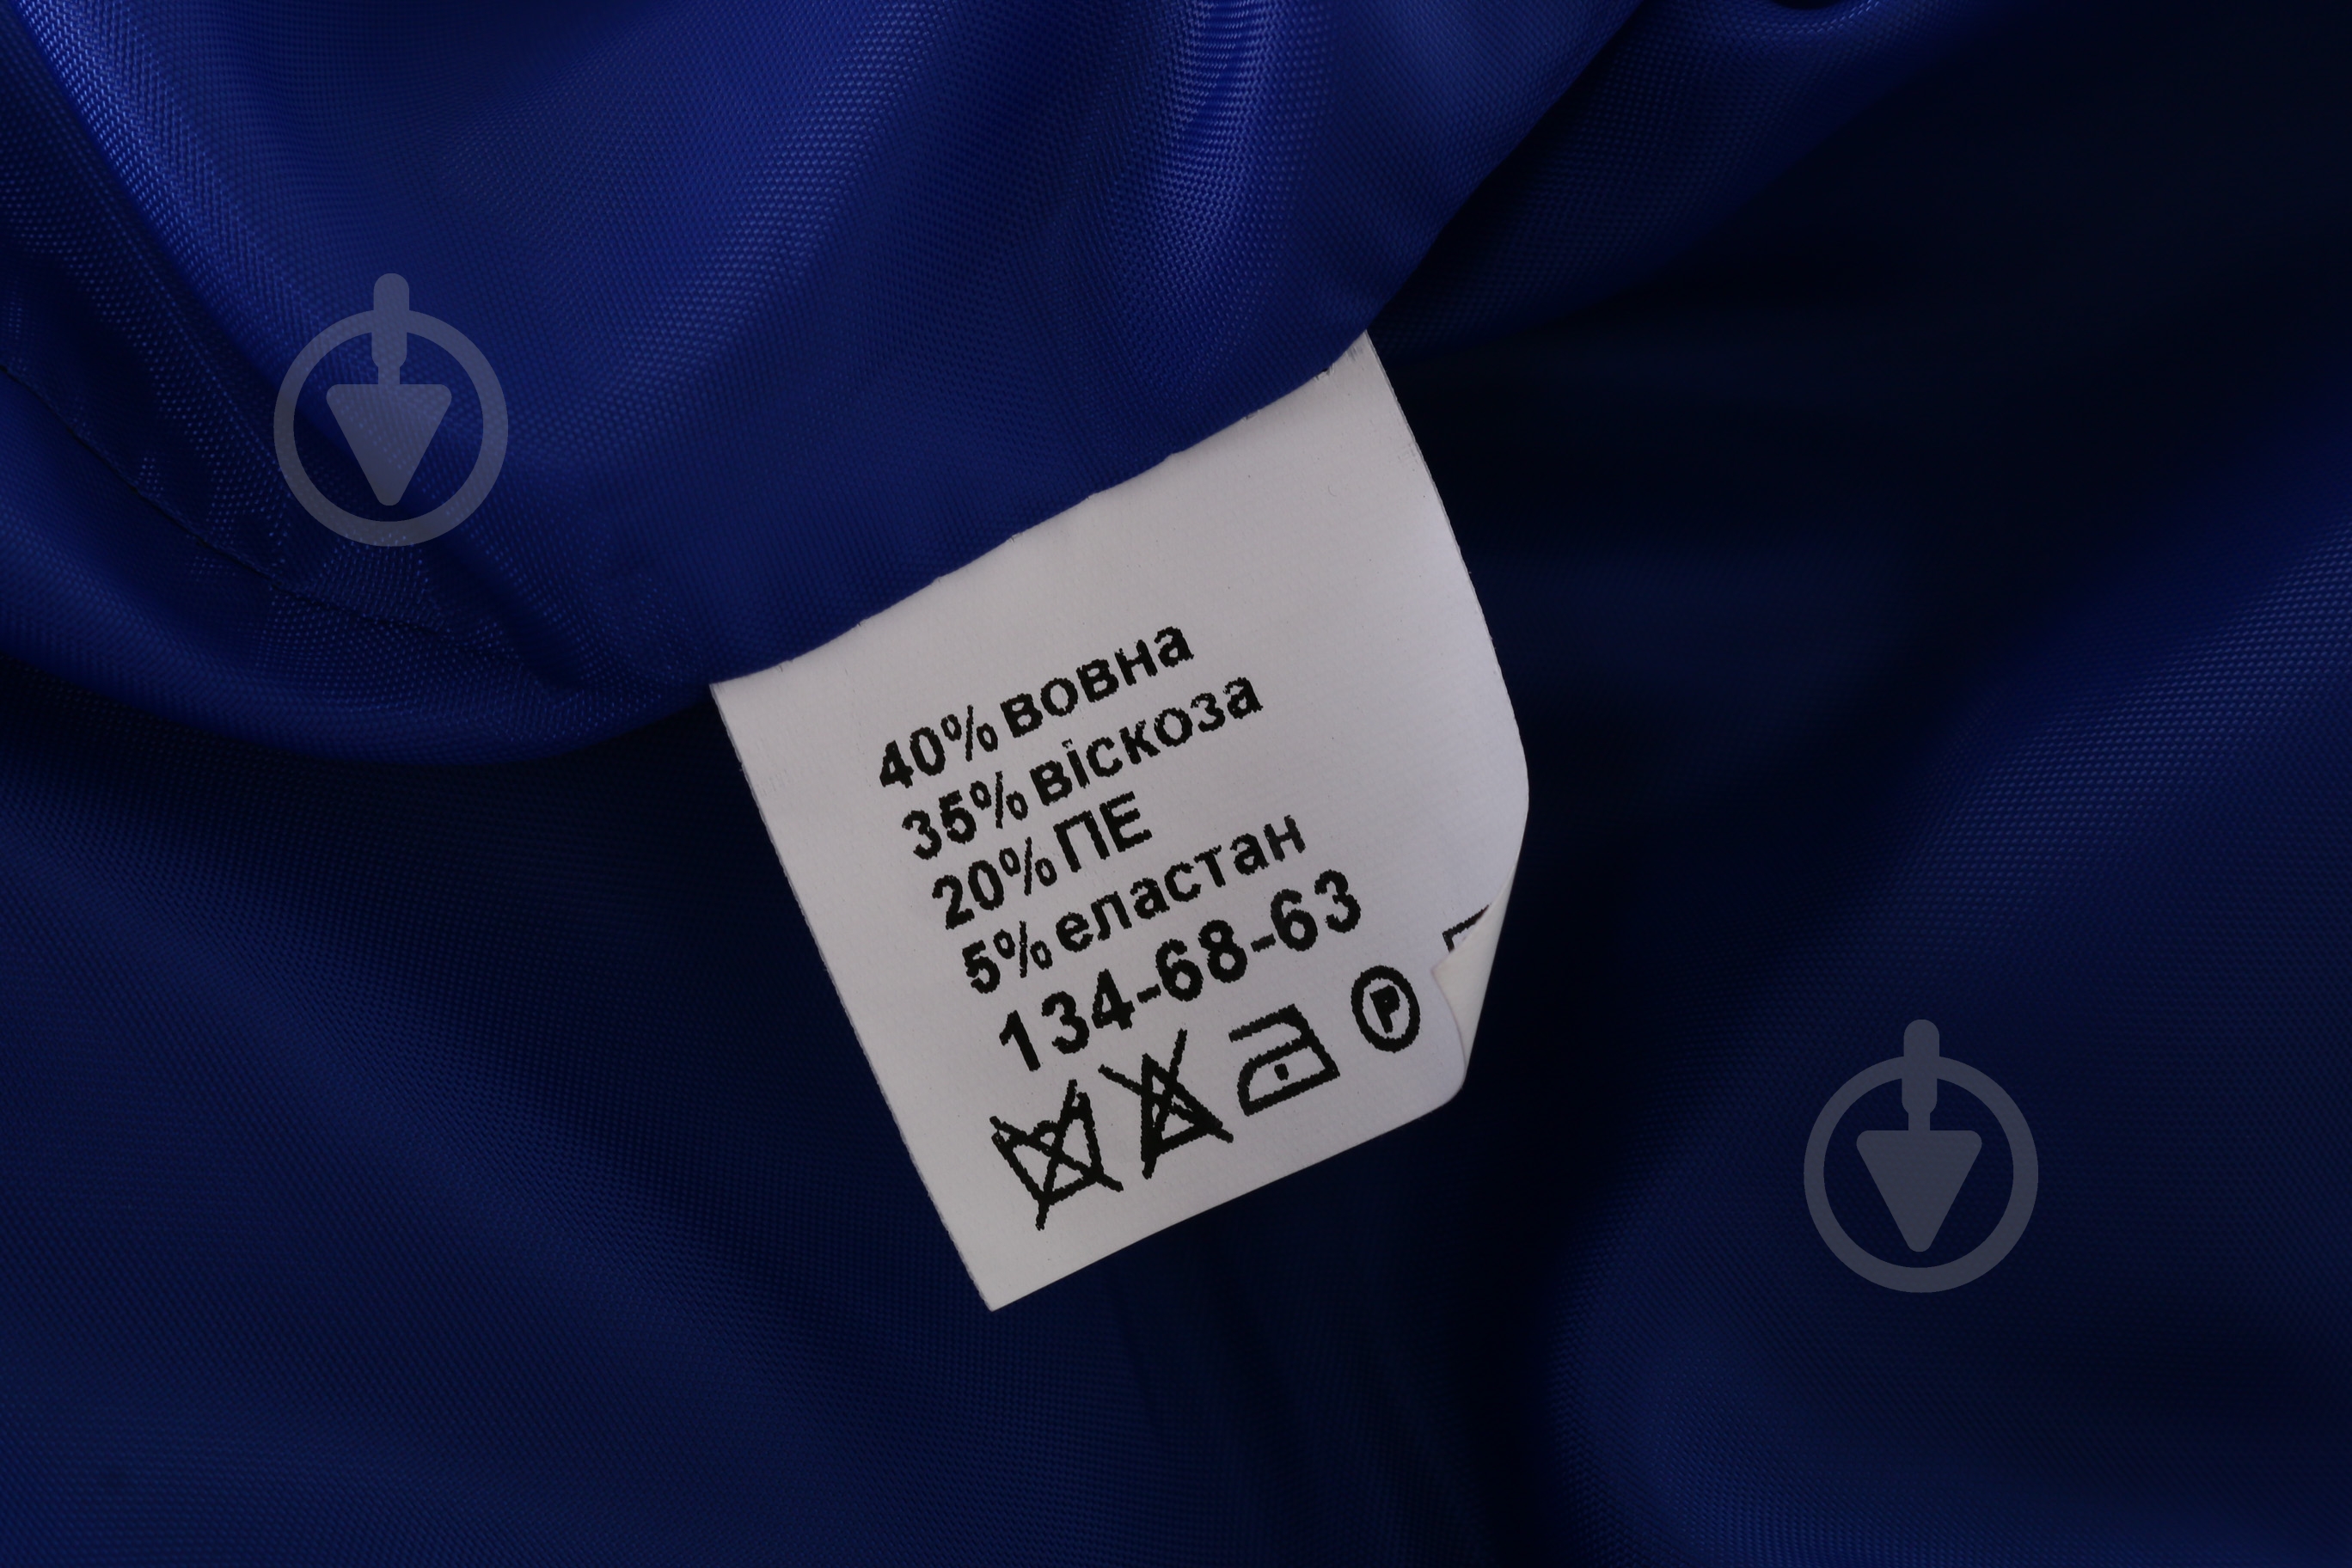 40% вовна
35% віскоза
20% ПЕ
5% еластан
134-68-63
P